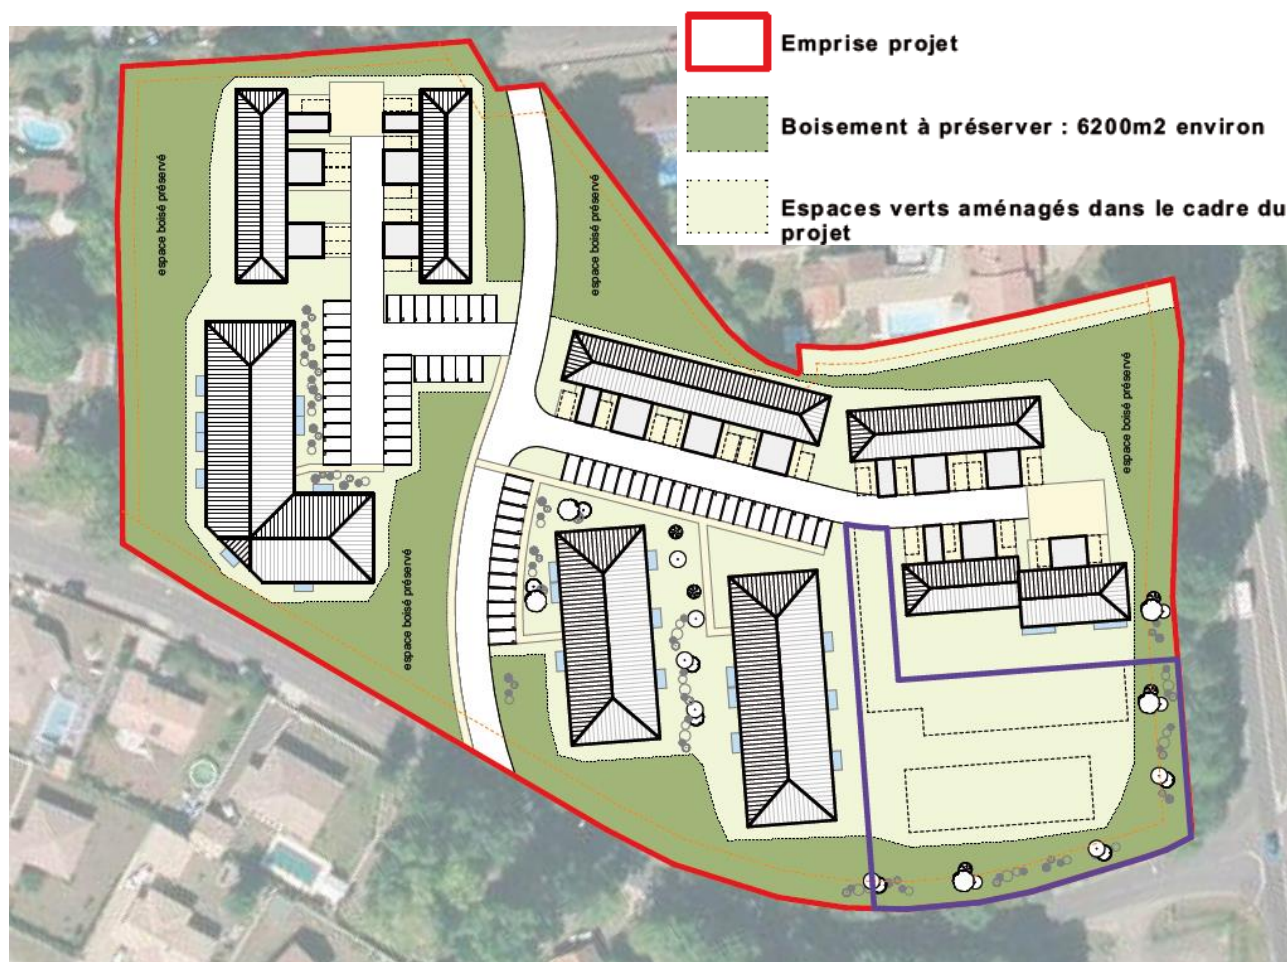 Emprise projet
Boisement à préserver : 6200m2 environ
Espaces verts aménagés dans le cadre du
projet
espace boisé préservé
espace boisé préservé
espace boisé préservé
espace boisé préservé